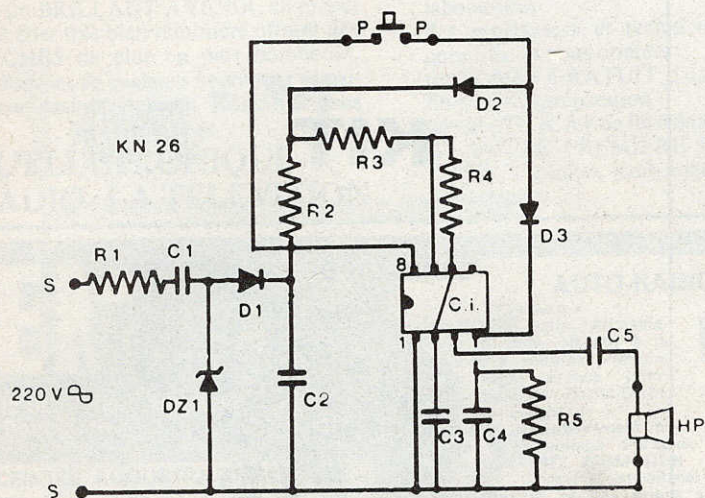 P P
D2
KN 26
R3
R4
R2
D3
R1 C1
S
8
D1
C.i.
1
C5
220 V
DZ1
C2
C3 C4 R5
HP
S